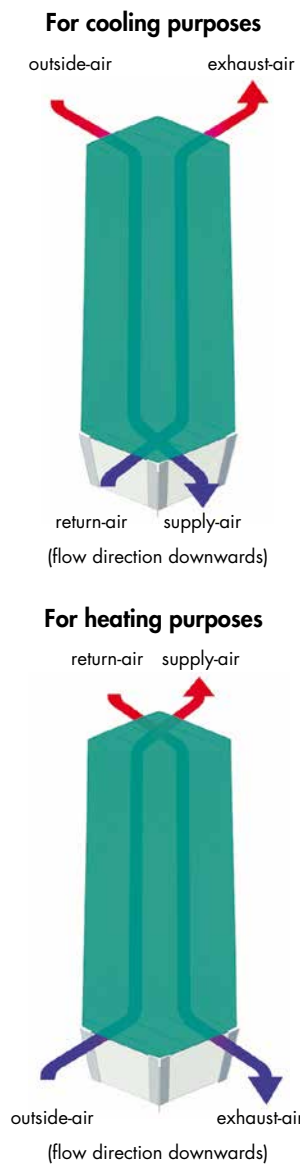 For cooling purposes
outside-air exhaust-air
return-air supply-air
(flow direction downwards)
For heating purposes
return-air supply-air
outside-air exhaust-air
(flow direction downwards)